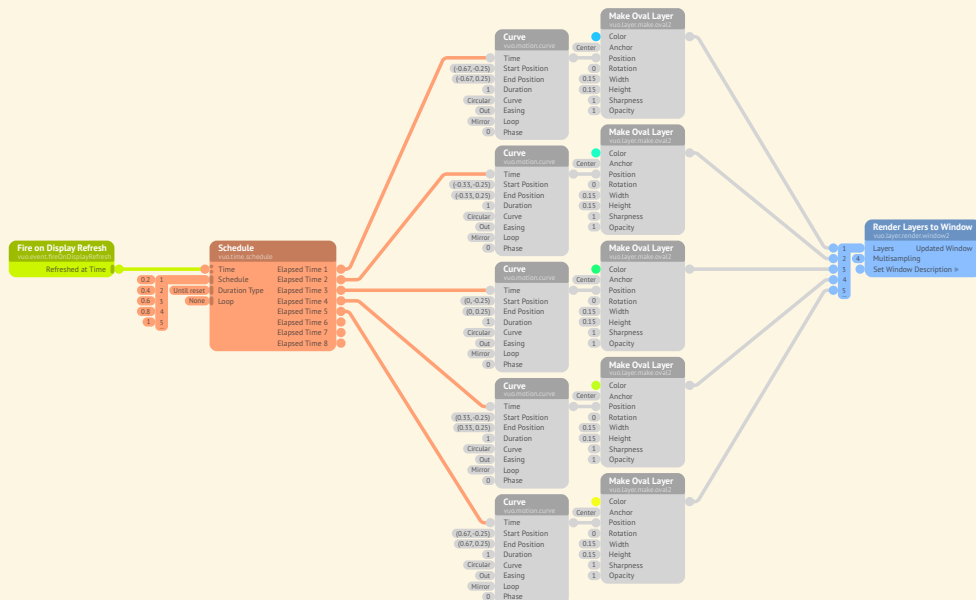 Fire on Display Refresh
vuo.event.fireOnDisplayRefresh
Refreshed at Time
Schedule
vuo.time.schedule
Time Elapsed Time 1
0.2 1 Schedule Elapsed Time 2
0.4 2 Until reset Duration Type Elapsed Time 3
0.6 3 None Loop Elapsed Time 4
0.8 4 Elapsed Time 5
1 5 Elapsed Time 6
Elapsed Time 7
Elapsed Time 8
Curve
vuo.motion.curve
Time
(-0.67,-0.25) Start Position
(-0.67,0.25) End Position
1 Duration
Circular Curve
Out Easing
Mirror Loop
0 Phase
Make Oval Layer
vuo.layer.make.oval2
Color
Center Anchor
Position
0 Rotation
0.15 Width
0.15 Height
1 Sharpness
1 Opacity
Curve
vuo.motion.curve
Time
(-0.33,-0.25) Start Position
(-0.33,0.25) End Position
1 Duration
Circular Curve
Out Easing
Mirror Loop
0 Phase
Make Oval Layer
vuo.layer.make.oval2
Color
Center Anchor
Position
0 Rotation
0.15 Width
0.15 Height
1 Sharpness
1 Opacity
Curve
vuo.motion.curve
Time
(0,-0.25) Start Position
(0,0.25) End Position
1 Duration
Circular Curve
Out Easing
Mirror Loop
0 Phase
Make Oval Layer
vuo.layer.make.oval2
Color
Center Anchor
Position
0 Rotation
0.15 Width
0.15 Height
1 Sharpness
1 Opacity
Curve
vuo.motion.curve
Time
(0.33,-0.25) Start Position
(0.33,0.25) End Position
1 Duration
Circular Curve
Out Easing
Mirror Loop
0 Phase
Make Oval Layer
vuo.layer.make.oval2
Color
Center Anchor
Position
0 Rotation
0.15 Width
0.15 Height
1 Sharpness
1 Opacity
Curve
vuo.motion.curve
Time
(0.67,-0.25) Start Position
(0.67,0.25) End Position
1 Duration
Circular Curve
Out Easing
Mirror Loop
0 Phase
Make Oval Layer
vuo.layer.make.oval2
Color
Center Anchor
Position
0 Rotation
0.15 Width
0.15 Height
1 Sharpness
1 Opacity
Render Layers to Window
vuo.layer.render.window2
1 Layers Updated Window
2 4 Multisampling
3 Set Window Description
4
5